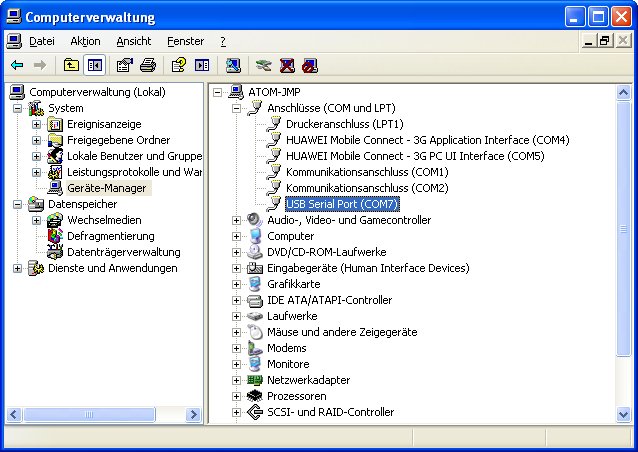 Computerverwaltung
Datei Aktion Ansicht Fenster ?
Computerverwaltung (Lokal)
System
Ereignisanzeige
Freigegebene Ordner
Lokale Benutzer und Gruppe
Leistungsprotokolle und War
Geräte-Manager
Datenspeicher
Wechselmedien
Defragmentierung
Datenträgerverwaltung
Dienste und Anwendungen
ATOM-JMP
Anschlüsse (COM und LPT)
Druckeranschluss (LPT1)
HUAWEI Mobile Connect - 3G Application Interface (COM4)
HUAWEI Mobile Connect - 3G PC UI Interface (COM5)
Kommunikationsanschluss (COM1)
Kommunikationsanschluss (COM2)
USB Serial Port (COM7)
Audio-, Video- und Gamecontroller
Computer
DVD/CD-ROM-Laufwerke
Eingabegeräte (Human Interface Devices)
Grafikkarte
IDE ATA/ATAPI-Controller
Laufwerke
Mäuse und andere Zeigegeräte
Modems
Monitore
Netzwerkadapter
Prozessoren
SCSI- und RAID-Controller